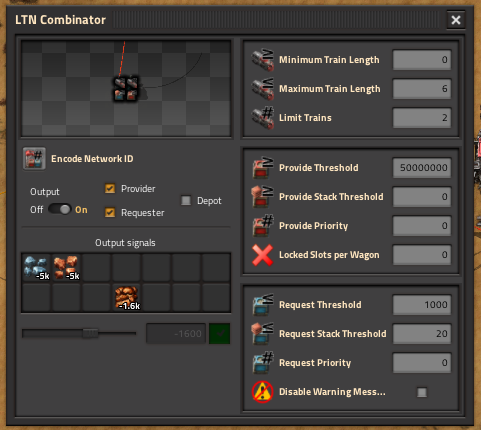 LTN Combinator
Minimum Train Length 0
Maximum Train Length 6
Limit Trains 2
Encode Network ID
Output
Off On
Provider
Requester
Depot
Output signals
-5k -5k
-1.6k
-1600
Provide Threshold 50000000
Provide Stack Threshold 0
Provide Priority 0
Locked Slots per Wagon 0
Request Threshold 1000
Request Stack Threshold 20
Request Priority 0
Disable Warning Mess...